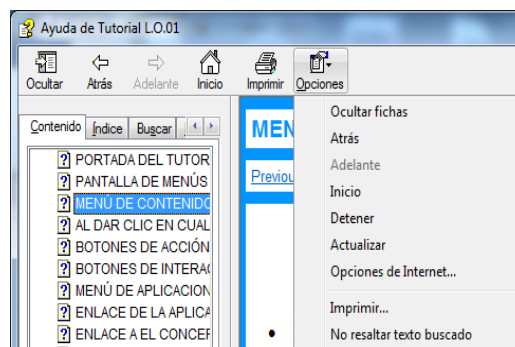 Ayuda de Tutorial L.O.01
Ocultar Atrás Adelante Inicio Imprimir Opciones
Contenido Índice Buscar
PORTADA DEL TUTOR
PANTALLA DE MENÚS
MENÚ DE CONTENIDO
AL DAR CLIC EN CUAL
BOTONES DE ACCIÓN
BOTONES DE INTERA
MENÚ DE APLICACION
ENLACE DE LA APLICA
ENLACE A EL CONCEP
MEN
Previou
Ocultar fichas
Atrás
Adelante
Inicio
Detener
Actualizar
Opciones de Internet...
Imprimir...
No resaltar texto buscado